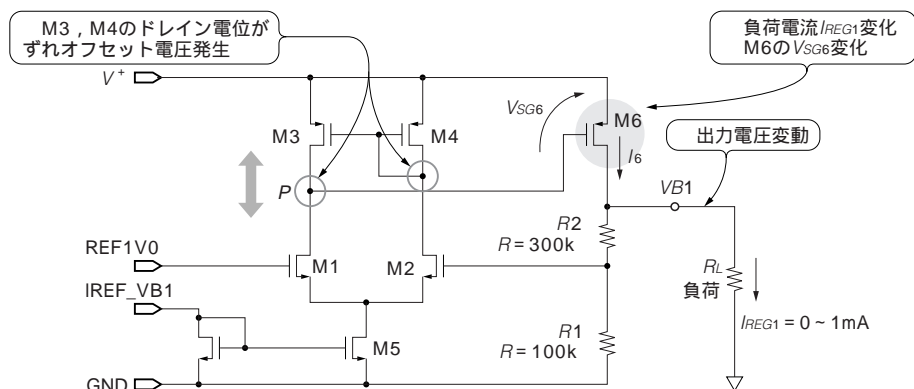 M3，M4のドレイン電位が
ずれオフセット電圧発生
負荷電流IREG1変化
M6のVSG6変化
V+
VSG6
M6
出力電圧変動
M3
M4
I6
P
VB1
R2
R＝300k
REF1V0
M1
M2
RL
負荷
IREF_VB1
R1
R＝100k
IREG1＝0～1mA
M5
GND